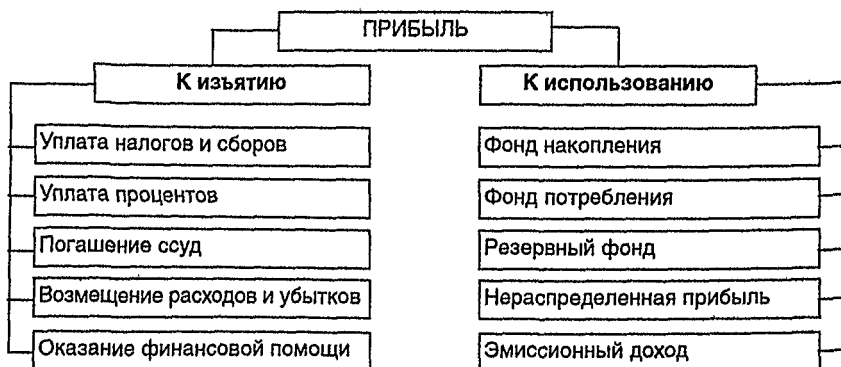 ПРИБЫЛЬ
К изъятию
Уплата налогов и сборов
Уплата процентов
Погашение ссуд
Возмещение расходов и убытков
Оказание финансовой помощи
К использованию
Фонд накопления
Фонд потребления
Резервный фонд
Нераспределенная прибыль
Эмиссионный доход